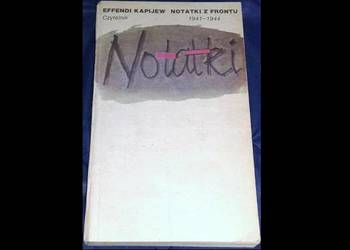 EFFENDI KAPIJEW NOTATKI Z FRONTU
Czytelnik 1941-1944
Notatki